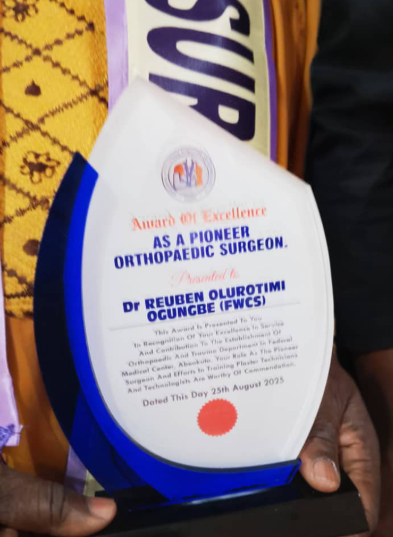 SUR
Award Of Excellence
AS A PIONEER
ORTHOPAEDIC SURGEON.
Presented to
Dr REUBEN OLUROTIMI
OGUNGBE (FWCS)
This Award Is Presented To You
In Recognition Of Your Excellence In Service
And Contribution To The Establishment Of
Orthopaedic And Trauma Department In Federal
Medical Center, Abeokuta. Your Role As The Pioneer
Surgeon And Efforts In Training Plaster Technicians
And Technologists Are Worthy Of Commendation.
Dated This Day 25th August 2025